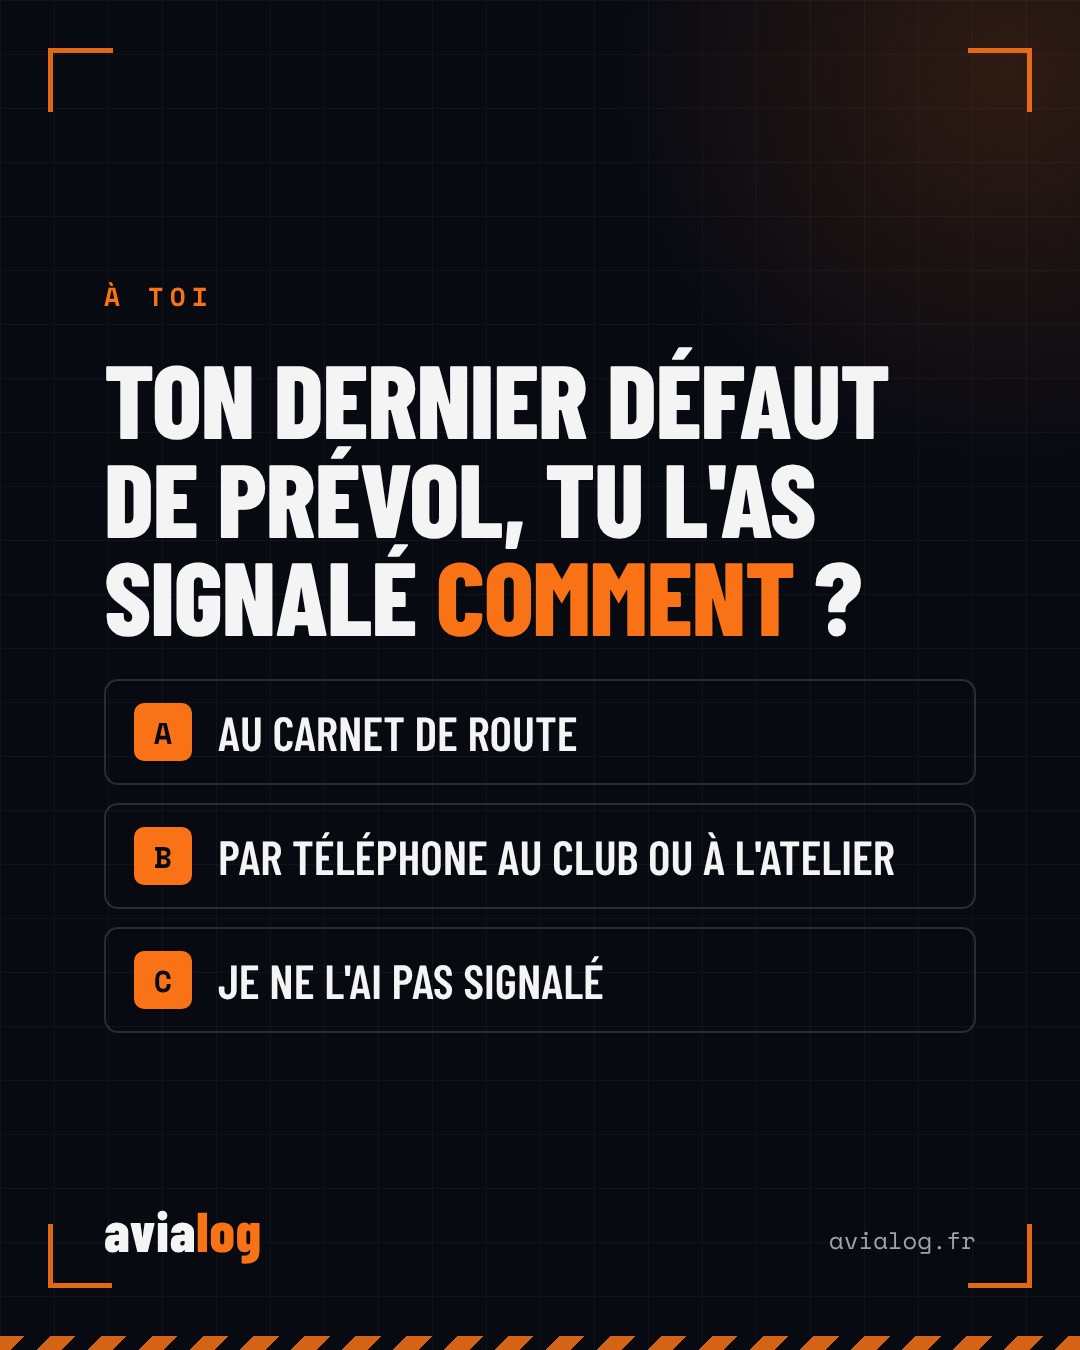 À TOI
TON DERNIER DÉFAUT
DE PRÉVOL, TU L'AS
SIGNALÉ COMMENT ?
A AU CARNET DE ROUTE
B PAR TÉLÉPHONE AU CLUB OU À L'ATELIER
C JE NE L'AI PAS SIGNALÉ
avialog
avialog.fr